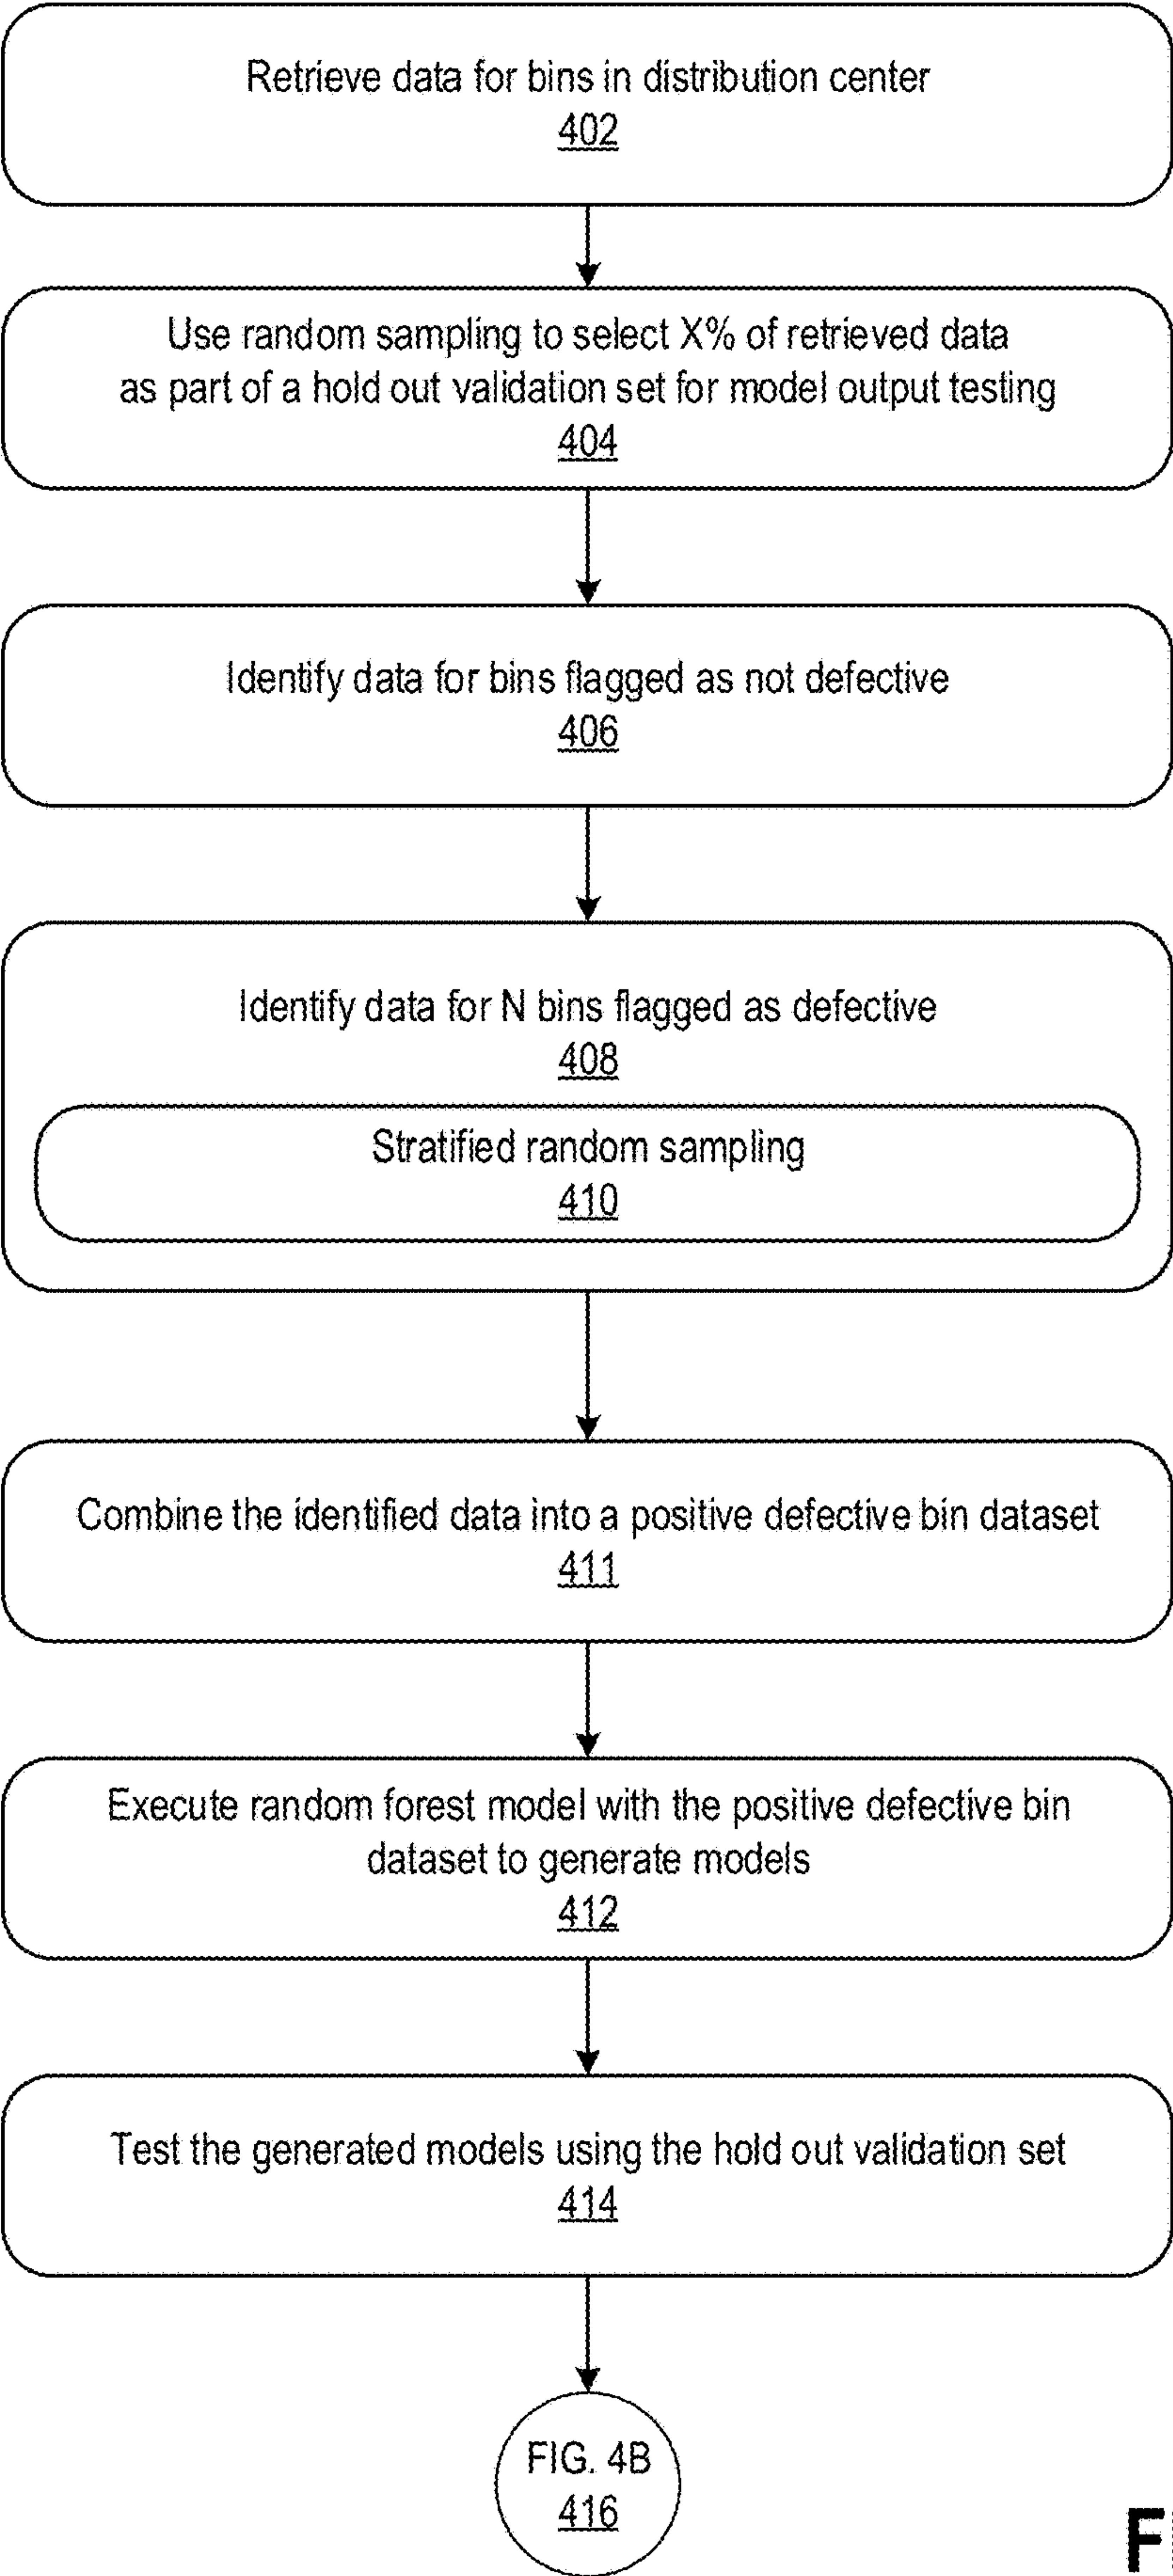 Retrieve data for bins in distribution center
402
Use random sampling to select X% of retrieved data
as part of a hold out validation set for model output testing
404
Identify data for bins flagged as not defective
406
Identify data for N bins flagged as defective
408
Stratified random sampling
410
Combine the identified data into a positive defective bin dataset
411
Execute random forest model with the positive defective bin
dataset to generate models
412
Test the generated models using the hold out validation set
414
FIG. 4B
416
F